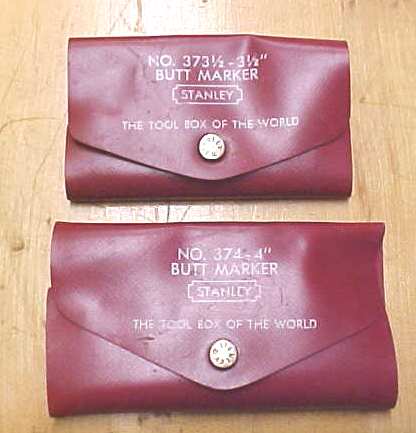 NO. 373½-3½"
BUTT MARKER
STANLEY
THE TOOL BOX OF THE WORLD
NO. 374-4"
BUTT MARKER
STANLEY
THE TOOL BOX OF THE WORLD